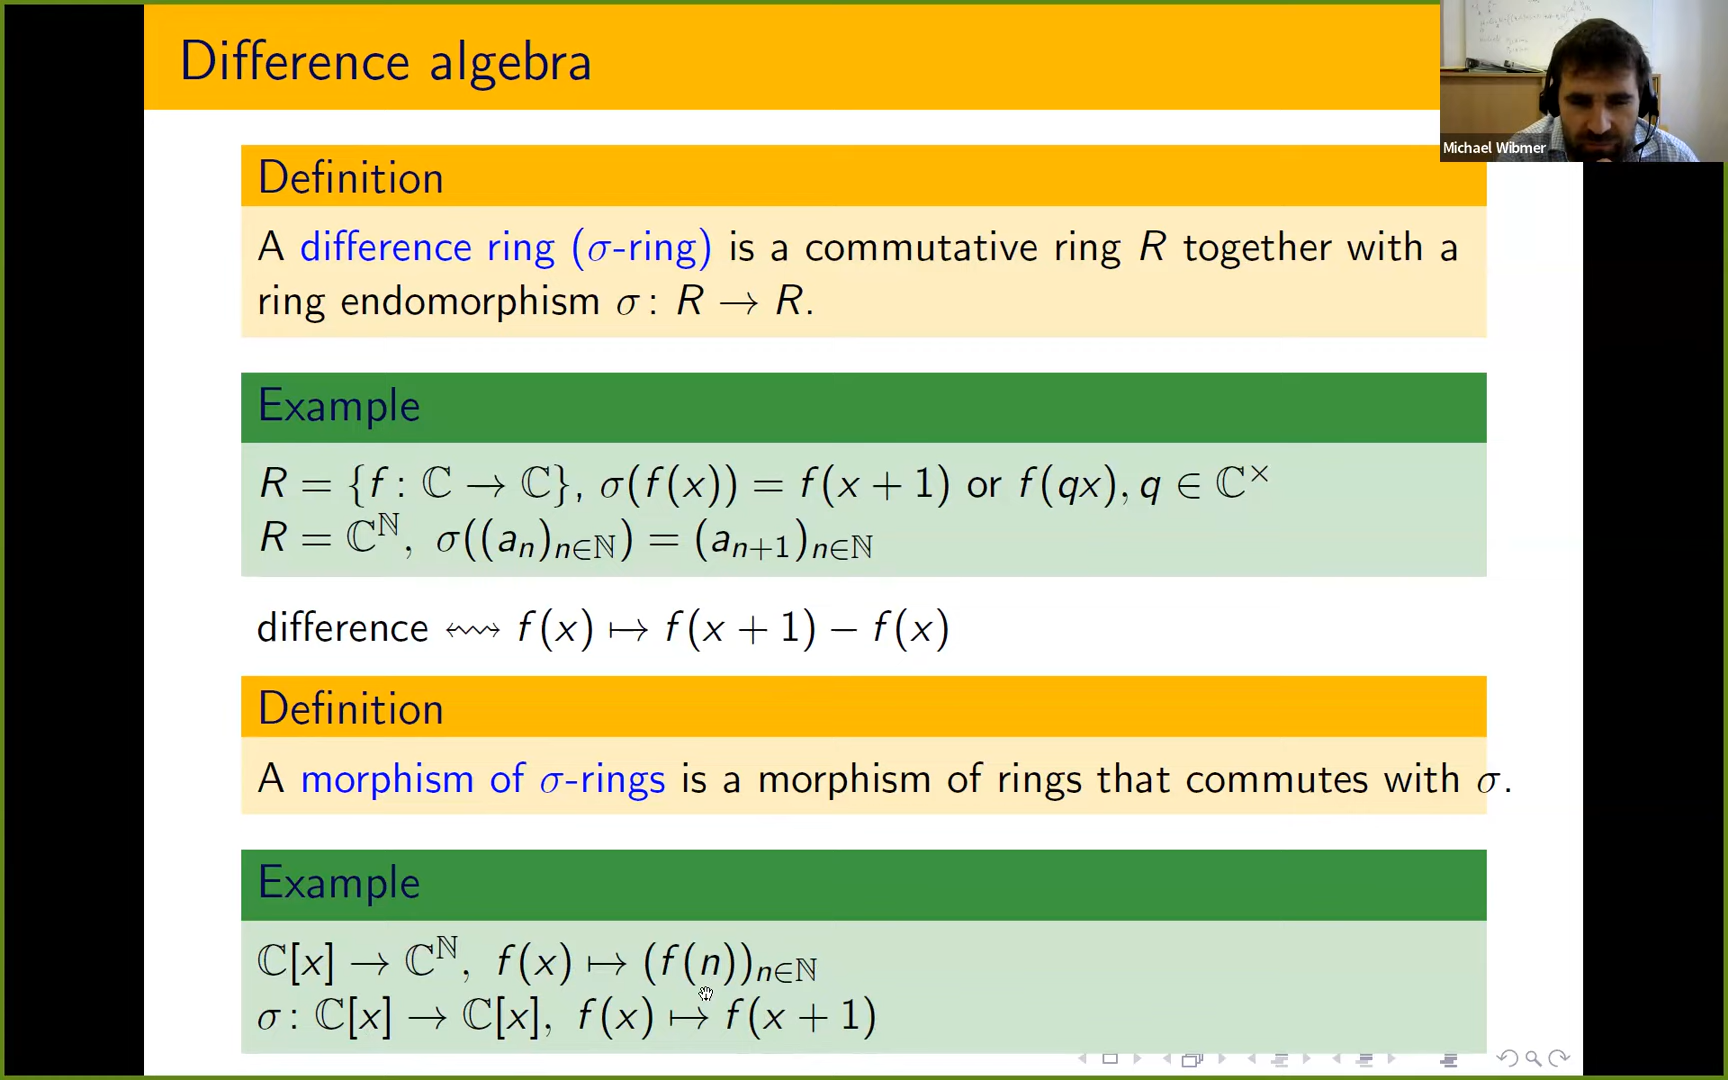 Difference algebra
Michael Wibmer
Definition
A difference ring (σ-ring) is a commutative ring R together with a
ring endomorphism σ: R → R.
Example
R = {f: ℂ → ℂ}, σ(f(x)) = f(x + 1) or f(qx), q ∈ ℂ^×
R = ℂ^ℕ, σ((a_n)_{n∈ℕ}) = (a_{n+1})_{n∈ℕ}
difference ⇝ f(x) ↦ f(x + 1) − f(x)
Definition
A morphism of σ-rings is a morphism of rings that commutes with σ.
Example
ℂ[x] → ℂ^ℕ, f(x) ↦ (f(n))_{n∈ℕ}
σ: ℂ[x] → ℂ[x], f(x) ↦ f(x + 1)